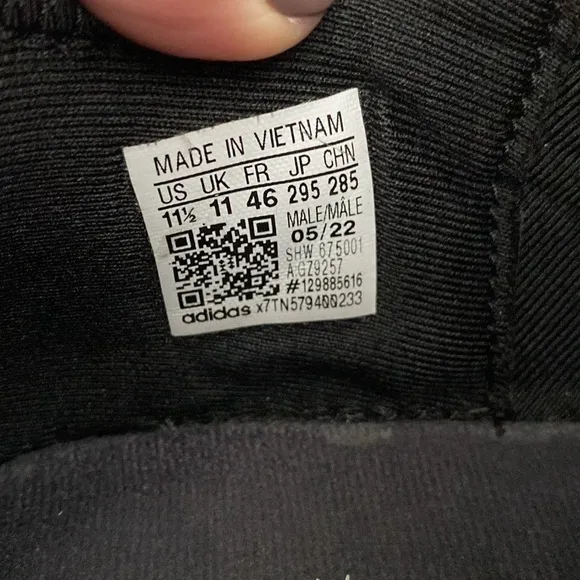 MADE IN VIETNAM
US UK FR JP CHN
11½ 11 46 295 285
MALE/MÂLE
05/22
SHW 675001
A:GZ9257
#129885616
adidas x7TN579400233